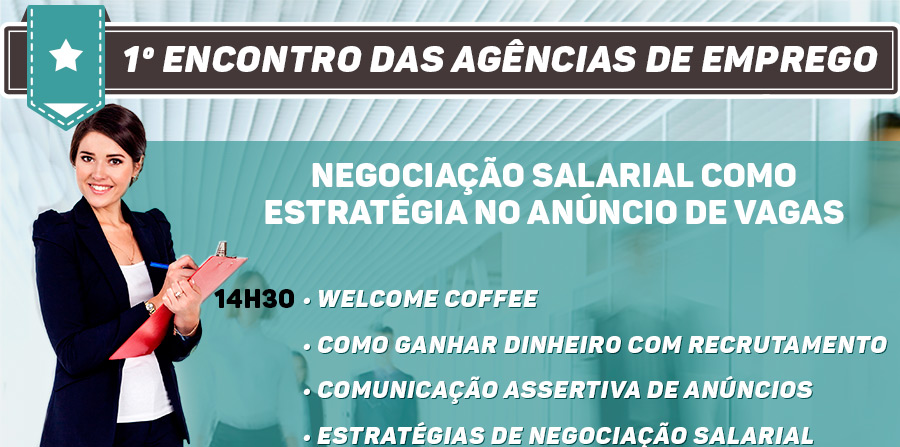 1º ENCONTRO DAS AGÊNCIAS DE EMPREGO
NEGOCIAÇÃO SALARIAL COMO
ESTRATÉGIA NO ANÚNCIO DE VAGAS
14H30 • WELCOME COFFEE
• COMO GANHAR DINHEIRO COM RECRUTAMENTO
• COMUNICAÇÃO ASSERTIVA DE ANÚNCIOS
• ESTRATÉGIAS DE NEGOCIAÇÃO SALARIAL